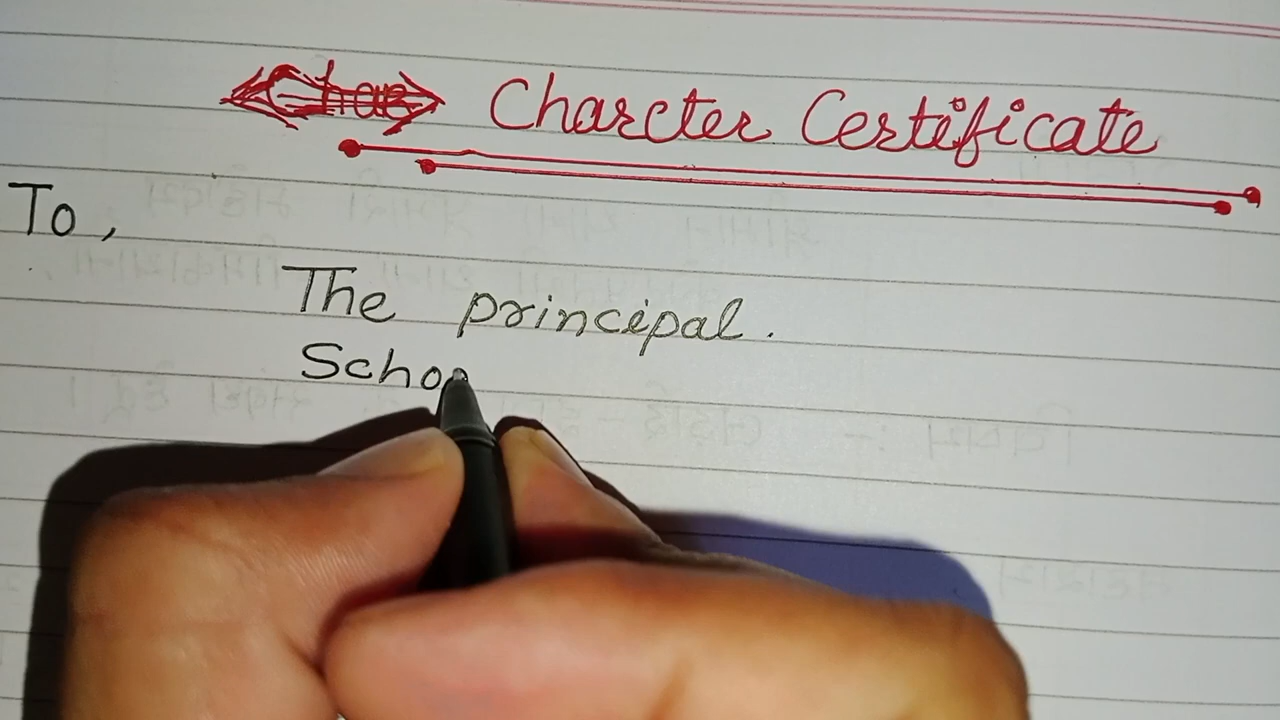 Charcter Certificate
To,
The principal.
Scho